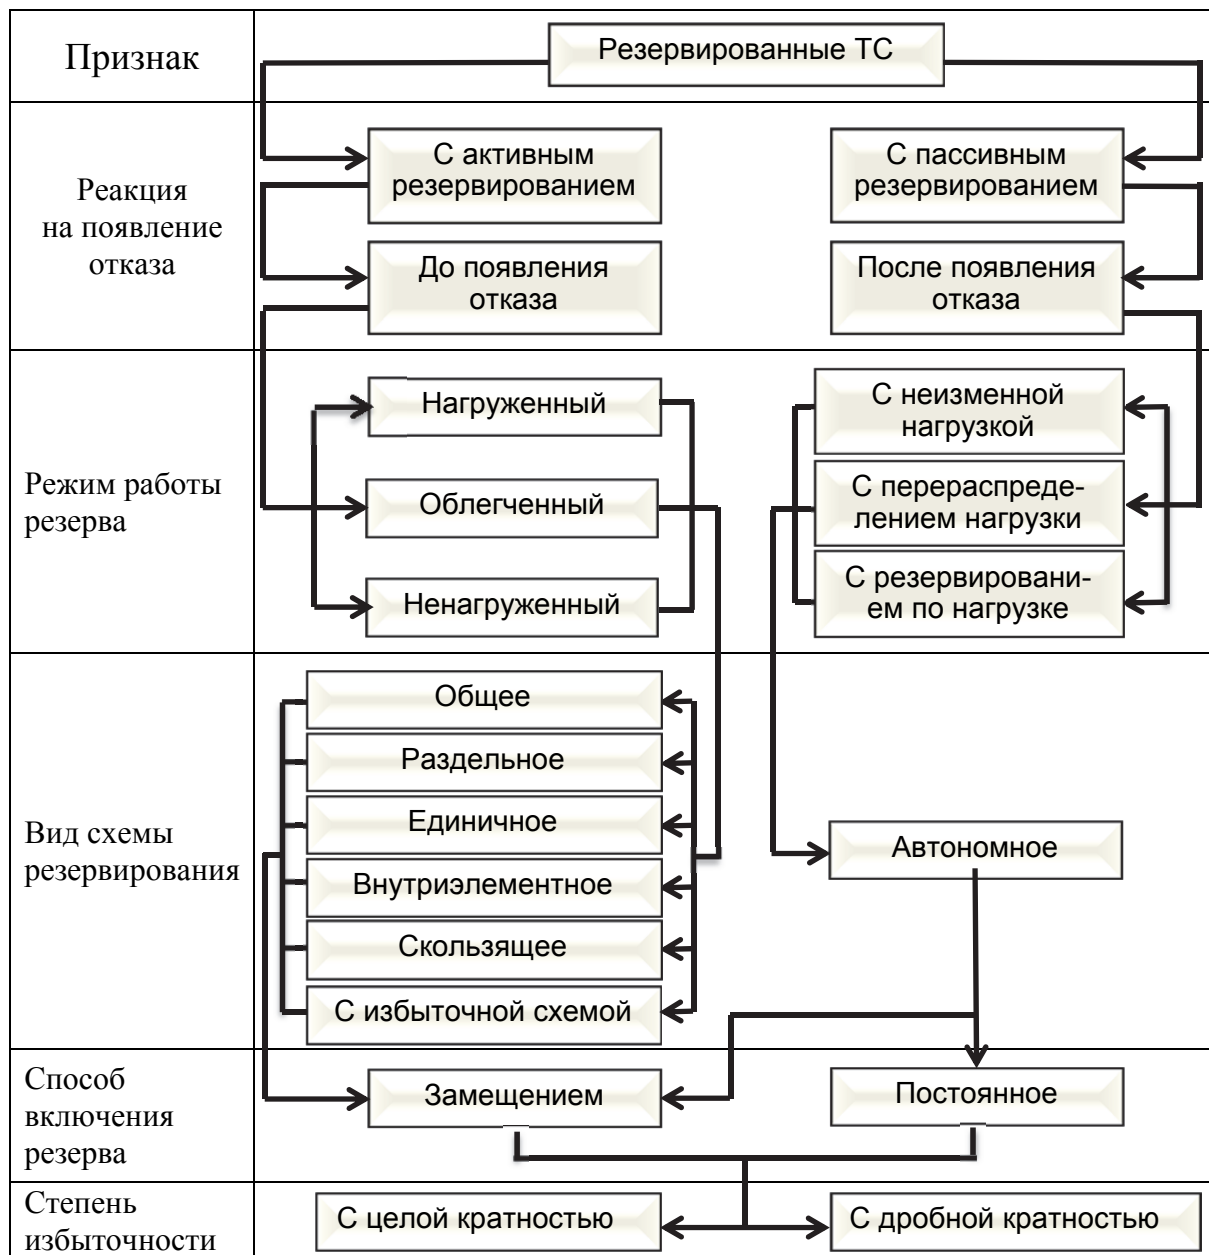 Признак
Резервированные ТС
Реакция
на появление
отказа
С активным
резервированием
С пассивным
резервированием
До появления
отказа
После появления
отказа
Режим работы
резерва
Нагруженный
Облегченный
Ненагруженный
С неизменной
нагрузкой
С перераспреде-
лением нагрузки
С резервировани-
ем по нагрузке
Вид схемы
резервирования
Общее
Раздельное
Единичное
Внутриэлементное
Скользящее
С избыточной схемой
Автономное
Способ
включения
резерва
Замещением
Постоянное
Степень
избыточности
С целой кратностью
С дробной кратностью